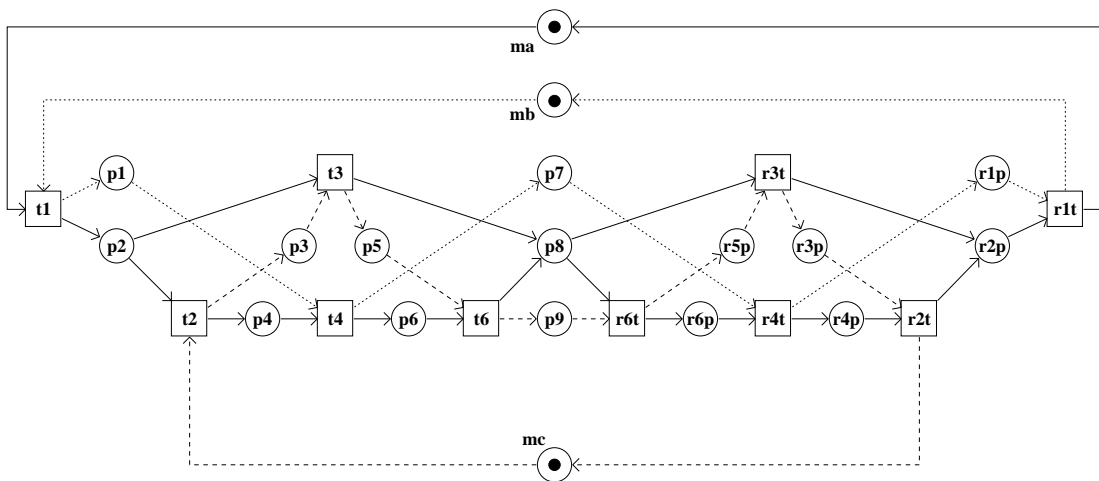 ma
mb
p1 t3 p7 r3t r1p
t1 r1t
p2 p3 p5 p8 r5p r3p r2p
t2 p4 t4 p6 t6 p9 r6t r6p r4t r4p r2t
mc